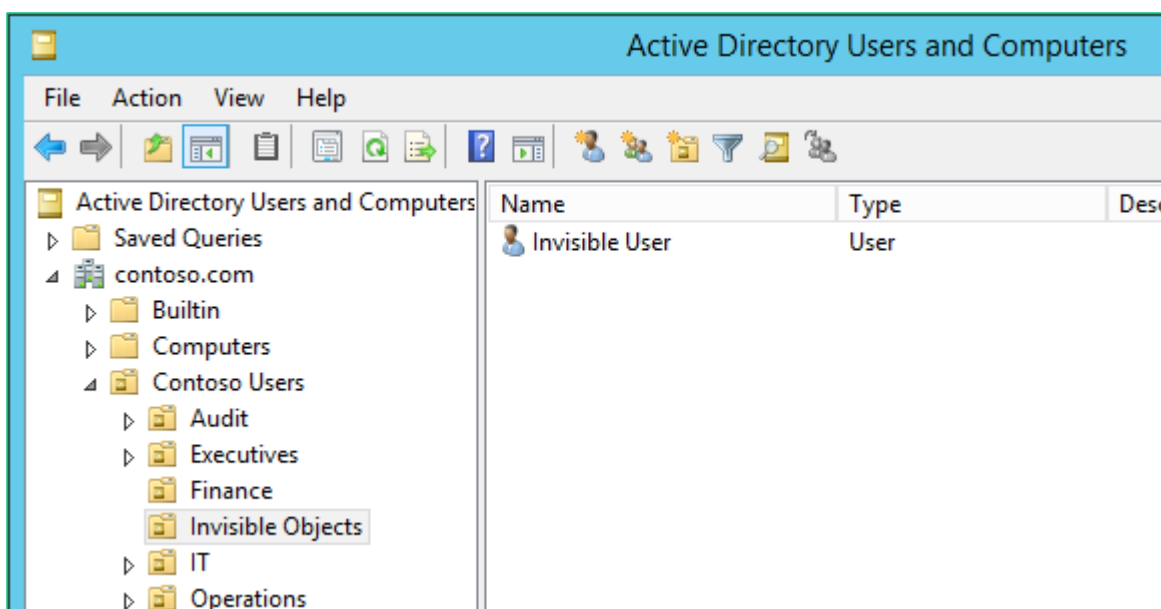 Active Directory Users and Computers
File Action View Help
Active Directory Users and Computers
Name Type Desc
Saved Queries
Invisible User User
contoso.com
Builtin
Computers
Contoso Users
Audit
Executives
Finance
Invisible Objects
IT
Operations